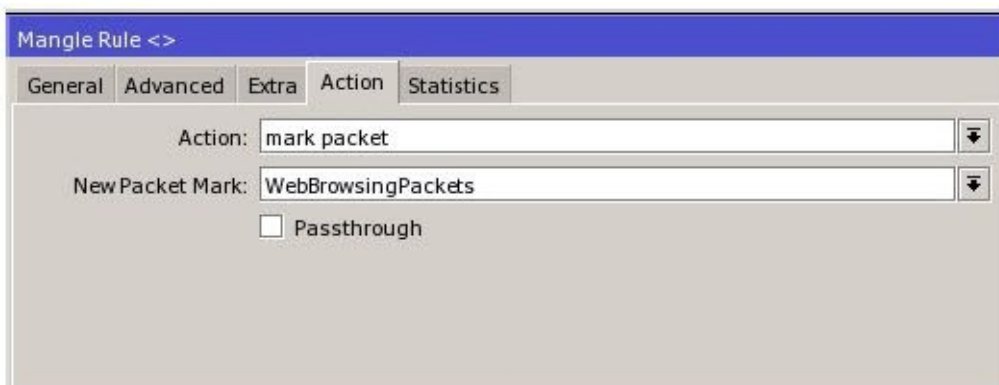 Mangle Rule <>
General Advanced Extra Action Statistics
Action: mark packet
New Packet Mark: WebBrowsingPackets
Passthrough